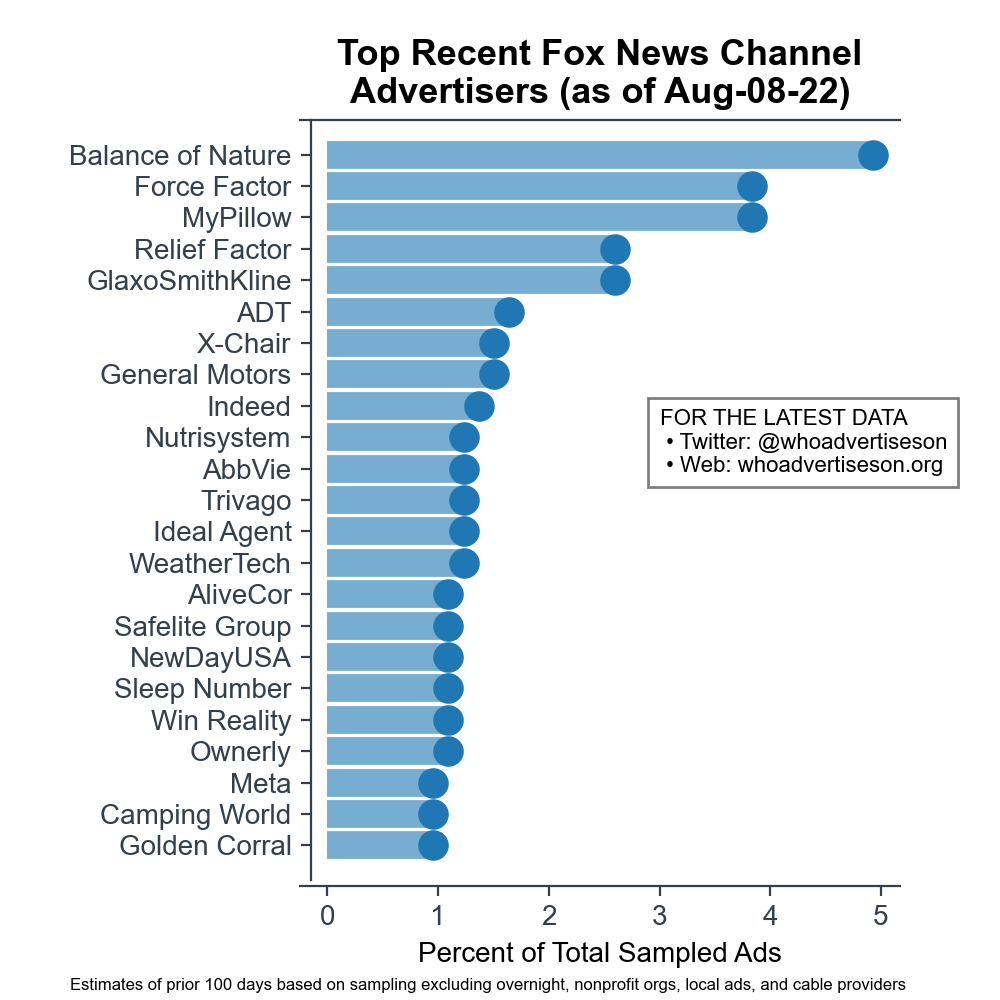 Top Recent Fox News Channel
Advertisers (as of Aug-08-22)
Balance of Nature
Force Factor
MyPillow
Relief Factor
GlaxoSmithKline
ADT
X-Chair
General Motors
Indeed
Nutrisystem
AbbVie
Trivago
Ideal Agent
WeatherTech
AliveCor
Safelite Group
NewDayUSA
Sleep Number
Win Reality
Ownerly
Meta
Camping World
Golden Corral
FOR THE LATEST DATA
• Twitter: @whoadvertiseson
• Web: whoadvertiseson.org
0 1 2 3 4 5
Percent of Total Sampled Ads
Estimates of prior 100 days based on sampling excluding overnight, nonprofit orgs, local ads, and cable providers